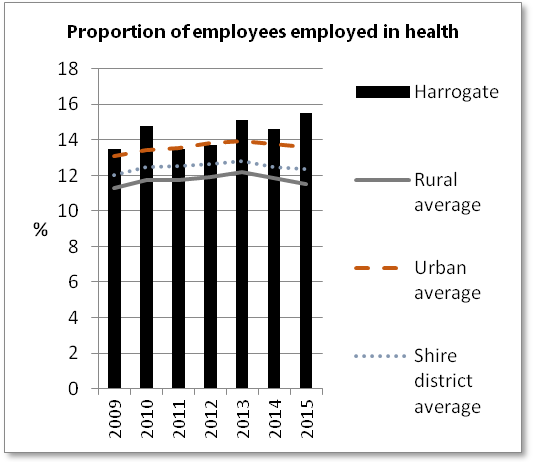 Proportion of employees employed in health
18
16
14
12
10
8
6
4
2
0
%
2009
2010
2011
2012
2013
2014
2015
Harrogate
Rural
average
Urban
average
Shire
district
average